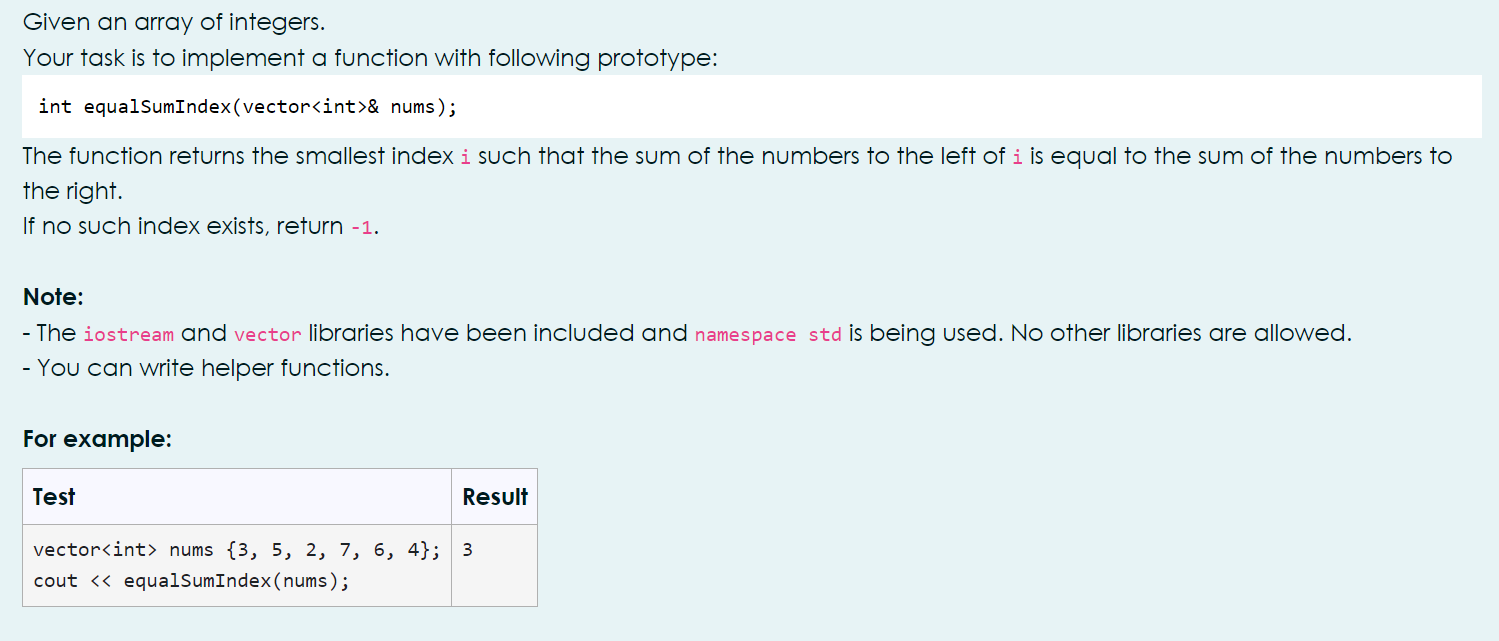 Given an array of integers.
Your task is to implement a function with following prototype:
int equalSumIndex(vector<int>& nums);
The function returns the smallest index i such that the sum of the numbers to the left of i is equal to the sum of the numbers to
the right.
If no such index exists, return -1.
Note:
- The iostream and vector libraries have been included and namespace std is being used. No other libraries are allowed.
- You can write helper functions.
For example:
Test Result
vector<int> nums {3, 5, 2, 7, 6, 4}; 3
cout << equalSumIndex(nums);